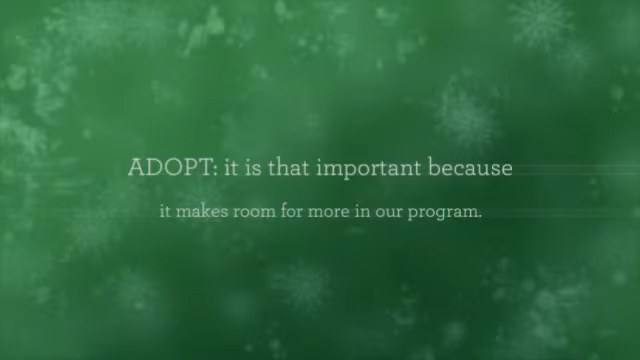 ADOPT: it is that important because
it makes room for more in our program.